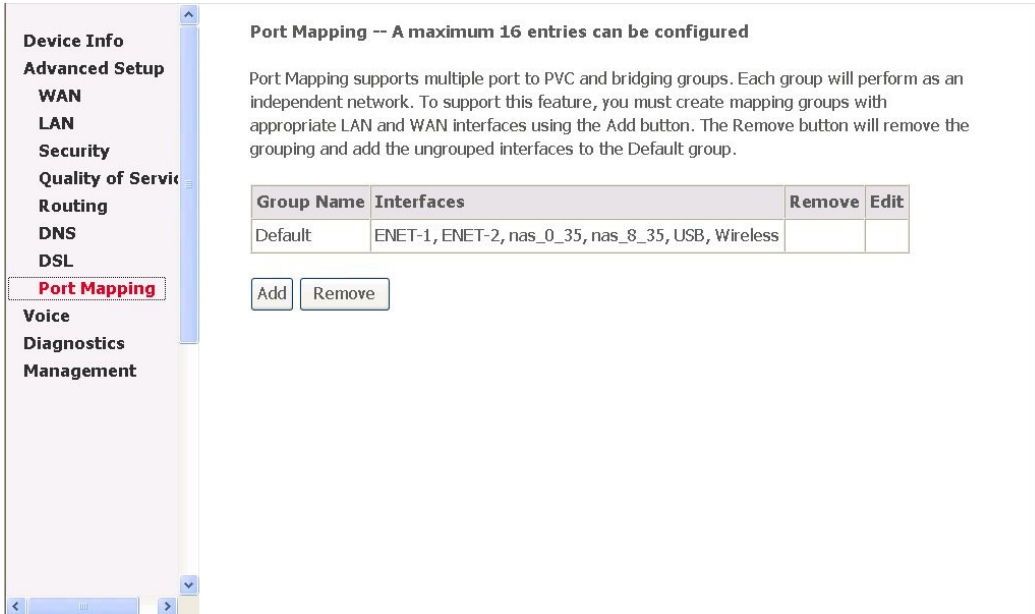 Device Info
Advanced Setup
WAN
LAN
Security
Quality of Servic
Routing
DNS
DSL
Port Mapping
Voice
Diagnostics
Management
Port Mapping -- A maximum 16 entries can be configured
Port Mapping supports multiple port to PVC and bridging groups. Each group will perform as an
independent network. To support this feature, you must create mapping groups with
appropriate LAN and WAN interfaces using the Add button. The Remove button will remove the
grouping and add the ungrouped interfaces to the Default group.
Group Name Interfaces Remove Edit
Default ENET-1, ENET-2, nas_0_35, nas_8_35, USB, Wireless
Add Remove